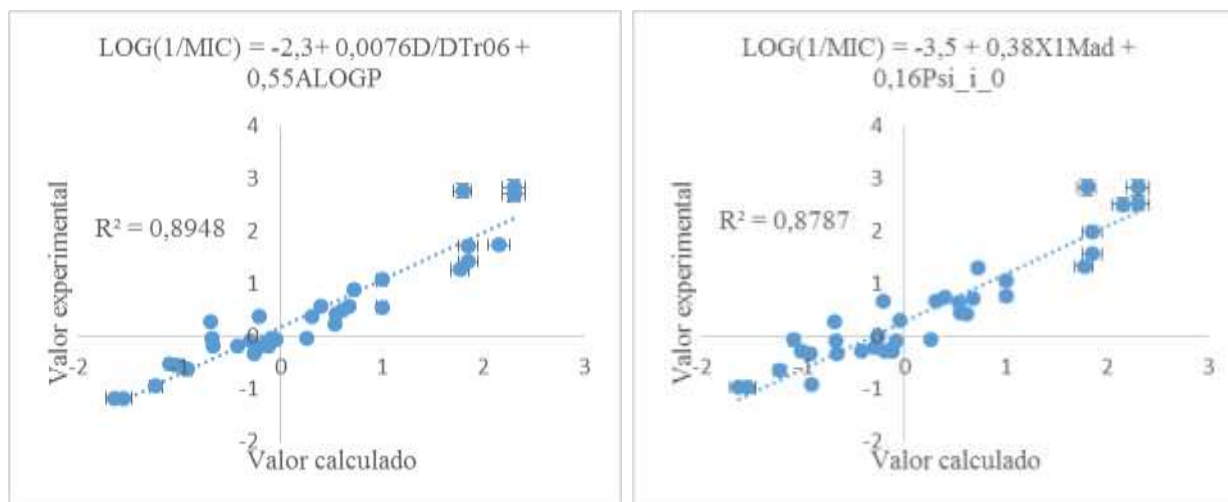 LOG(1/MIC) = -2,3+ 0,0076D/DTr06 +
0,55ALOGP
4
3
2
1
0
-1
-2
-2
-1
0
1
2
3
R² = 0,8948
Valor experimental
Valor calculado
LOG(1/MIC) = -3,5 + 0,38X1Mad +
0,16Psi_i_0
4
3
2
1
0
-1
-2
-2
-1
0
1
2
3
R² = 0,8787
Valor experimental
Valor calculado